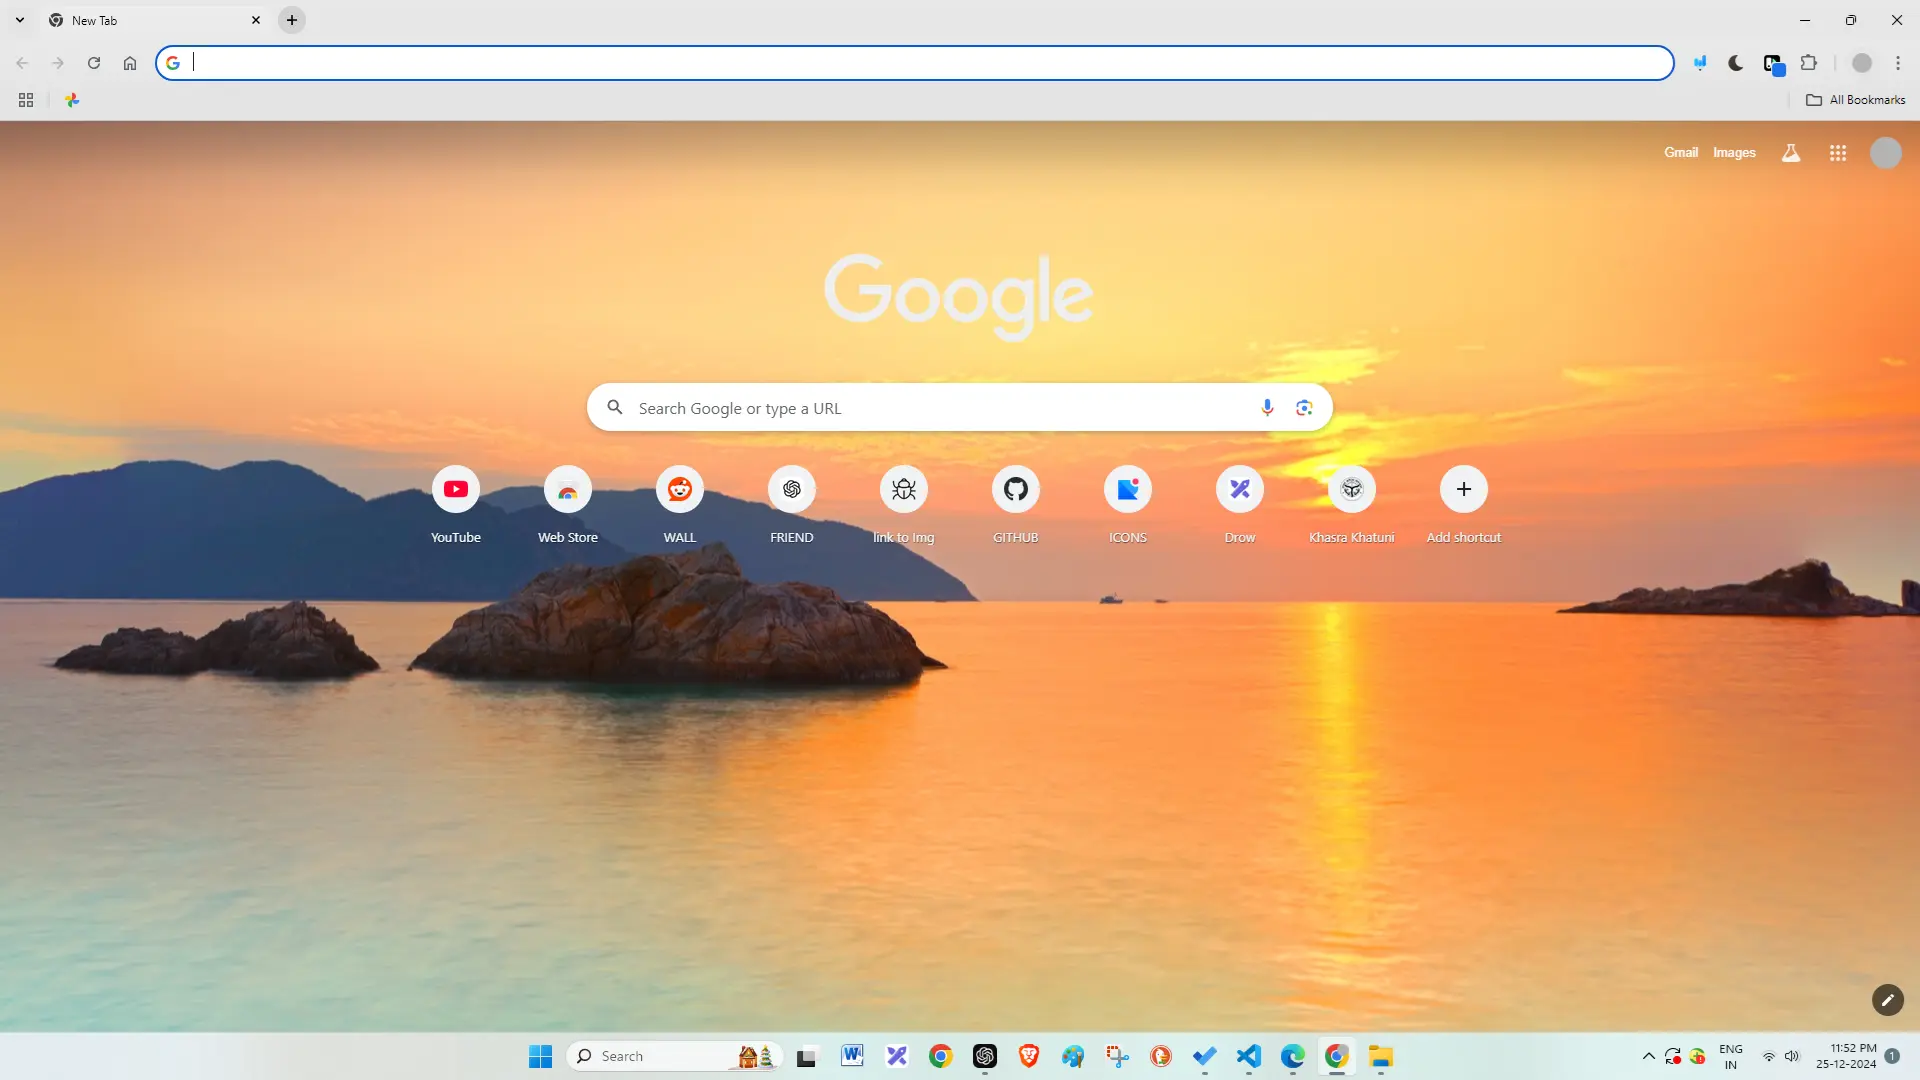 New Tab
All Bookmarks
Gmail
Images
Google
Search Google or type a URL
YouTube
Web Store
WALL
FRIEND
link to Img
GITHUB
ICONS
Drow
Khasra Khatuni
Add shortcut
Search
ENG
IN
11:52 PM
25-12-2024
1